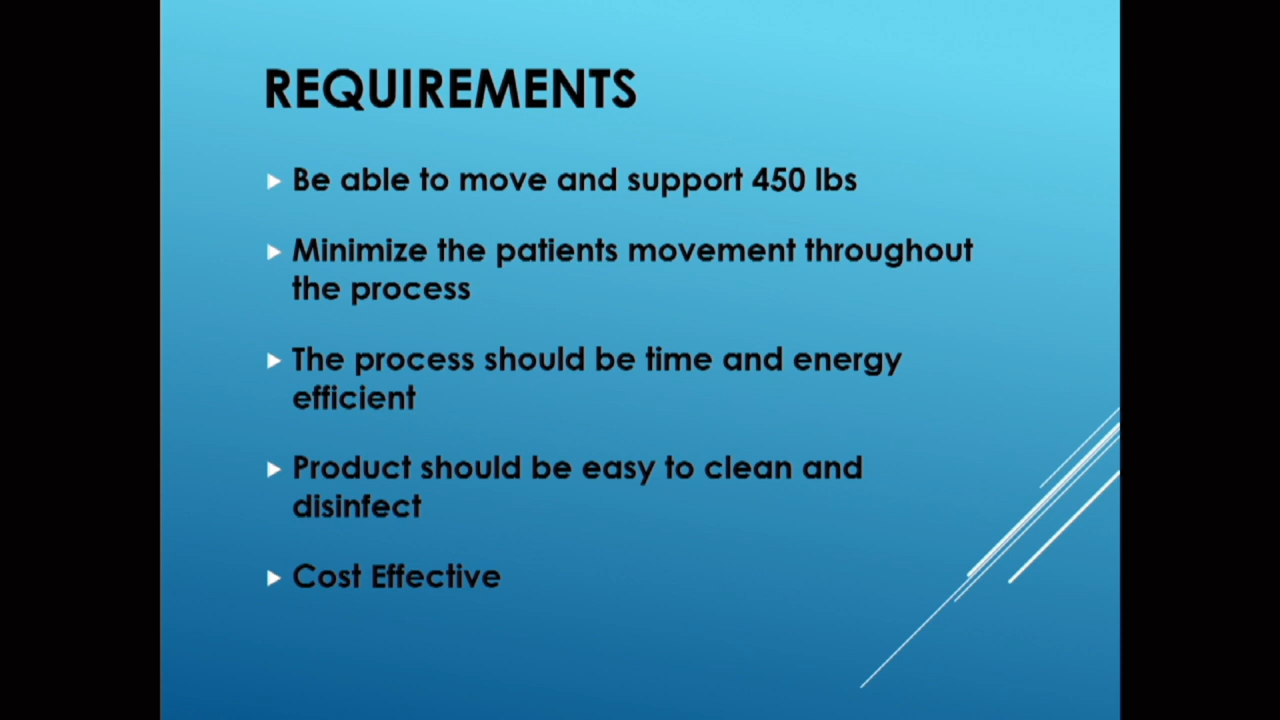 REQUIREMENTS
Be able to move and support 450 lbs
Minimize the patients movement throughout
the process
The process should be time and energy
efficient
Product should be easy to clean and
disinfect
Cost Effective